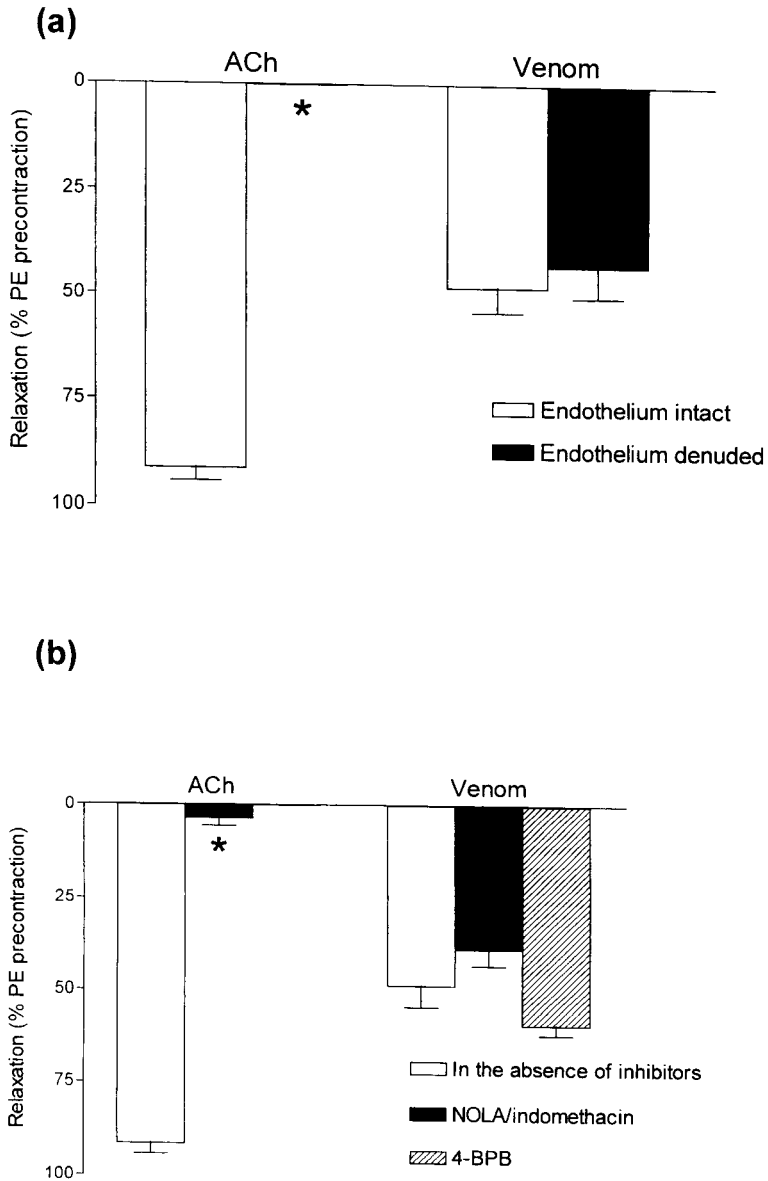 (a)
ACh Venom
Relaxation (% PE precontraction)
0
25
50
75
100
*
Endothelium intact
Endothelium denuded
(b)
ACh Venom
Relaxation (% PE precontraction)
0
25
50
75
100
*
In the absence of inhibitors
NOLA/indomethacin
4-BPB